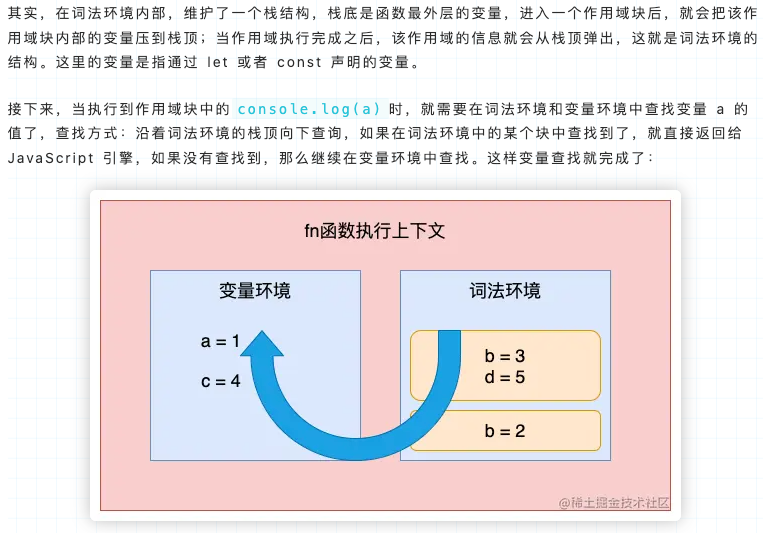 其实，在词法环境内部，维护了一个栈结构，栈底是函数最外层的变量，进入一个作用域块后，就会把该作
用域块内部的变量压到栈顶；当作用域执行完成之后，该作用域的信息就会从栈顶弹出，这就是词法环境的
结构。这里的变量是指通过 let 或者 const 声明的变量。
接下来，当执行到作用域块中的 console.log(a) 时，就需要在词法环境和变量环境中查找变量 a 的
值了，查找方式：沿着词法环境的栈顶向下查询，如果在词法环境中的某个块中查找到了，就直接返回给
JavaScript 引擎，如果没有查找到，那么继续在变量环境中查找。这样变量查找就完成了：
fn函数执行上下文
变量环境
词法环境
a = 1
c = 4
b = 3
d = 5
b = 2
@稀土掘金技术社区